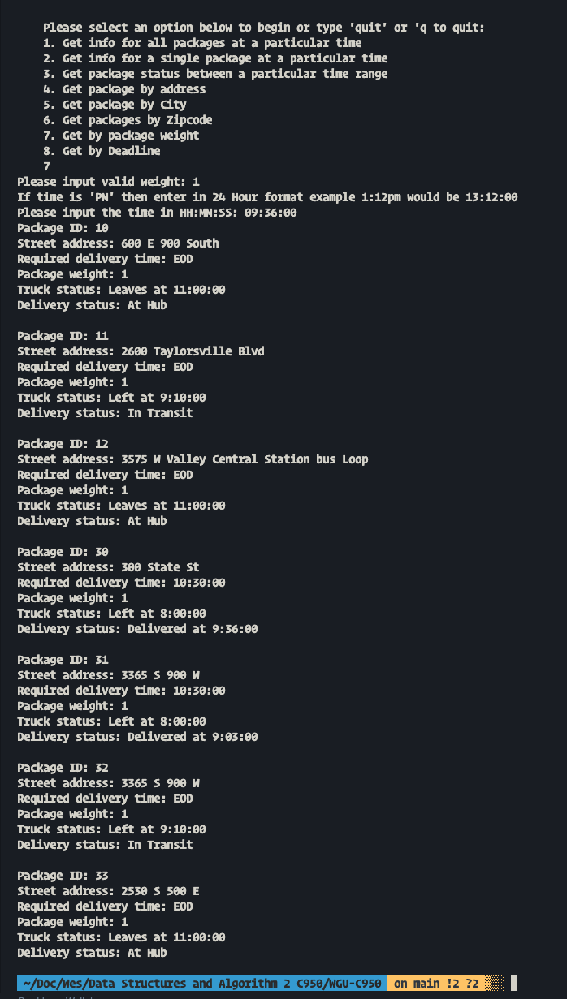 Please select an option below to begin or type 'quit' or 'q to quit:
1. Get info for all packages at a particular time
2. Get info for a single package at a particular time
3. Get package status between a particular time range
4. Get package by address
5. Get package by City
6. Get packages by Zipcode
7. Get by package weight
8. Get by Deadline
7
Please input valid weight: 1
If time is 'PM' then enter in 24 Hour format example 1:12pm would be 13:12:00
Please input the time in HH:MM:SS: 09:36:00
Package ID: 10
Street address: 600 E 900 South
Required delivery time: EOD
Package weight: 1
Truck status: Leaves at 11:00:00
Delivery status: At Hub
Package ID: 11
Street address: 2600 Taylorsville Blvd
Required delivery time: EOD
Package weight: 1
Truck status: Left at 9:10:00
Delivery status: In Transit
Package ID: 12
Street address: 3575 W Valley Central Station bus Loop
Required delivery time: EOD
Package weight: 1
Truck status: Leaves at 11:00:00
Delivery status: At Hub
Package ID: 30
Street address: 300 State St
Required delivery time: 10:30:00
Package weight: 1
Truck status: Left at 8:00:00
Delivery status: Delivered at 9:36:00
Package ID: 31
Street address: 3365 S 900 W
Required delivery time: 10:30:00
Package weight: 1
Truck status: Left at 8:00:00
Delivery status: Delivered at 9:03:00
Package ID: 32
Street address: 3365 S 900 W
Required delivery time: EOD
Package weight: 1
Truck status: Left at 9:10:00
Delivery status: In Transit
Package ID: 33
Street address: 2530 S 500 E
Required delivery time: EOD
Package weight: 1
Truck status: Leaves at 11:00:00
Delivery status: At Hub
~/Doc/Wes/Data Structures and Algorithm 2 C950/WGU-C950 on main !2 ?2